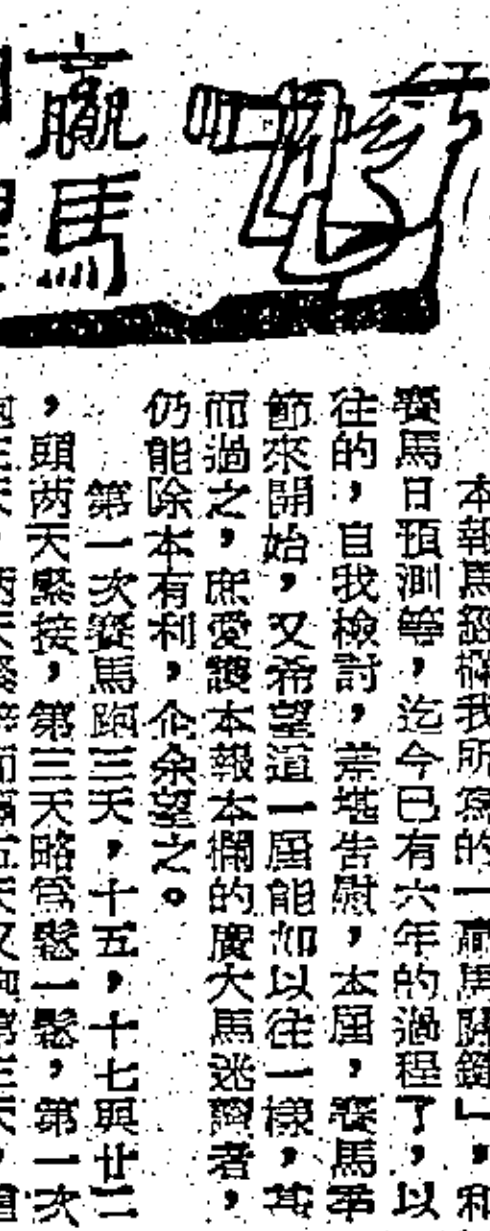 贏馬
本報馬經欄我所寫的「贏馬關鍵」,和
賽馬日預測等,迄今已有六年的過程了,以
往的,自我檢討,差堪告慰,本屆,賽馬季
節來開始,又希望這一屆能如以往一樣,甚
而過之,庶愛護本報本欄的廣大馬迷讀者,
仍能除本有利,企余望之。
第一次賽馬跑三天,十五,十七與廿二
,頭两天緊接,第三天略為鬆一鬆,第一次